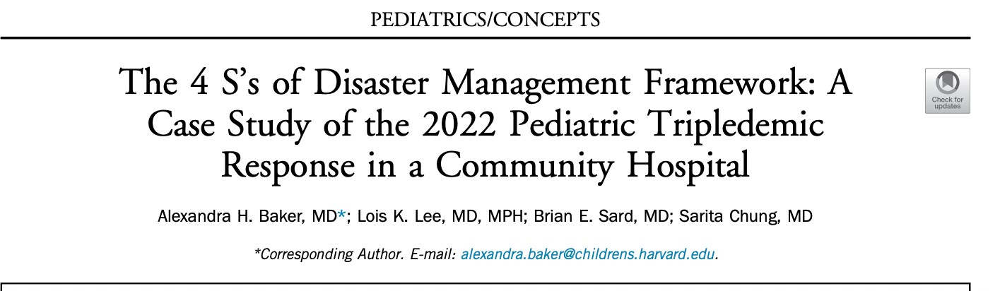 PEDIATRICS/CONCEPTS
The 4 S’s of Disaster Management Framework: A
Case Study of the 2022 Pediatric Tripledemic
Response in a Community Hospital
Check for
updates
Alexandra H. Baker, MD*; Lois K. Lee, MD, MPH; Brian E. Sard, MD; Sarita Chung, MD
*Corresponding Author. E-mail: alexandra.baker@childrens.harvard.edu.